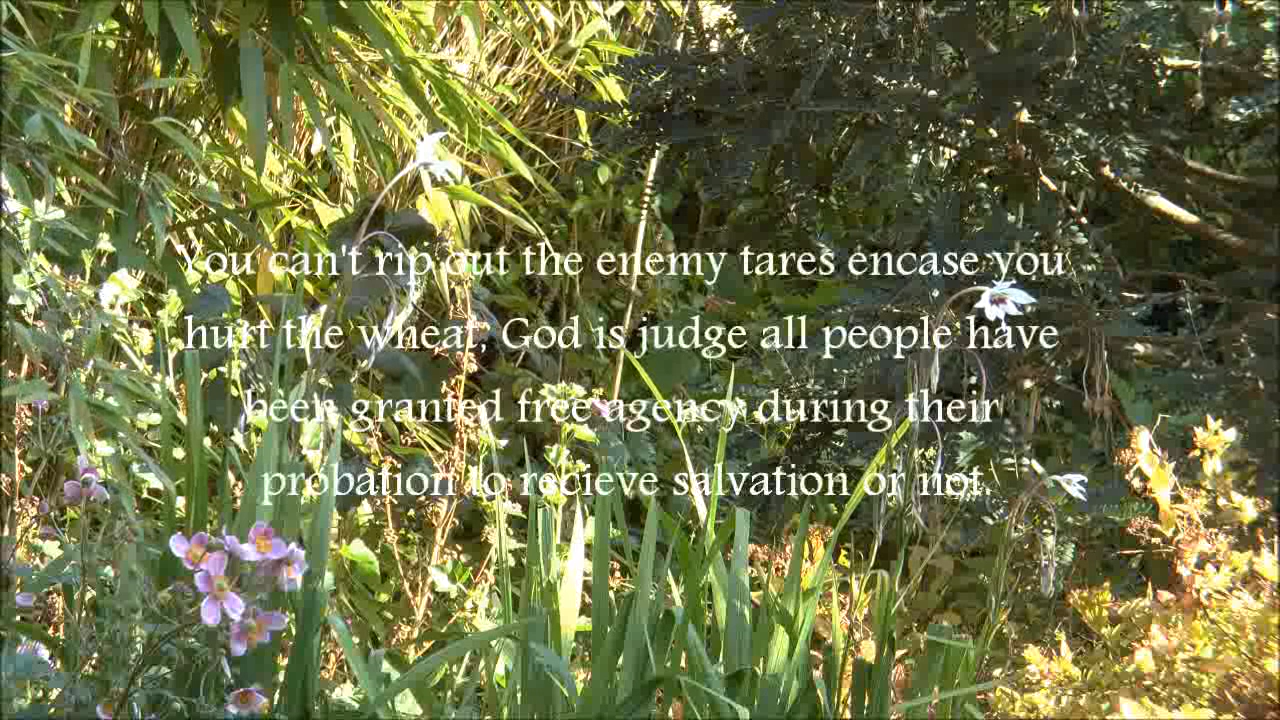 You can't rip out the enemy tares encase you
hurt the wheat, God is judge all people have
been granted free agency during their
probation to recieve salvation or not.